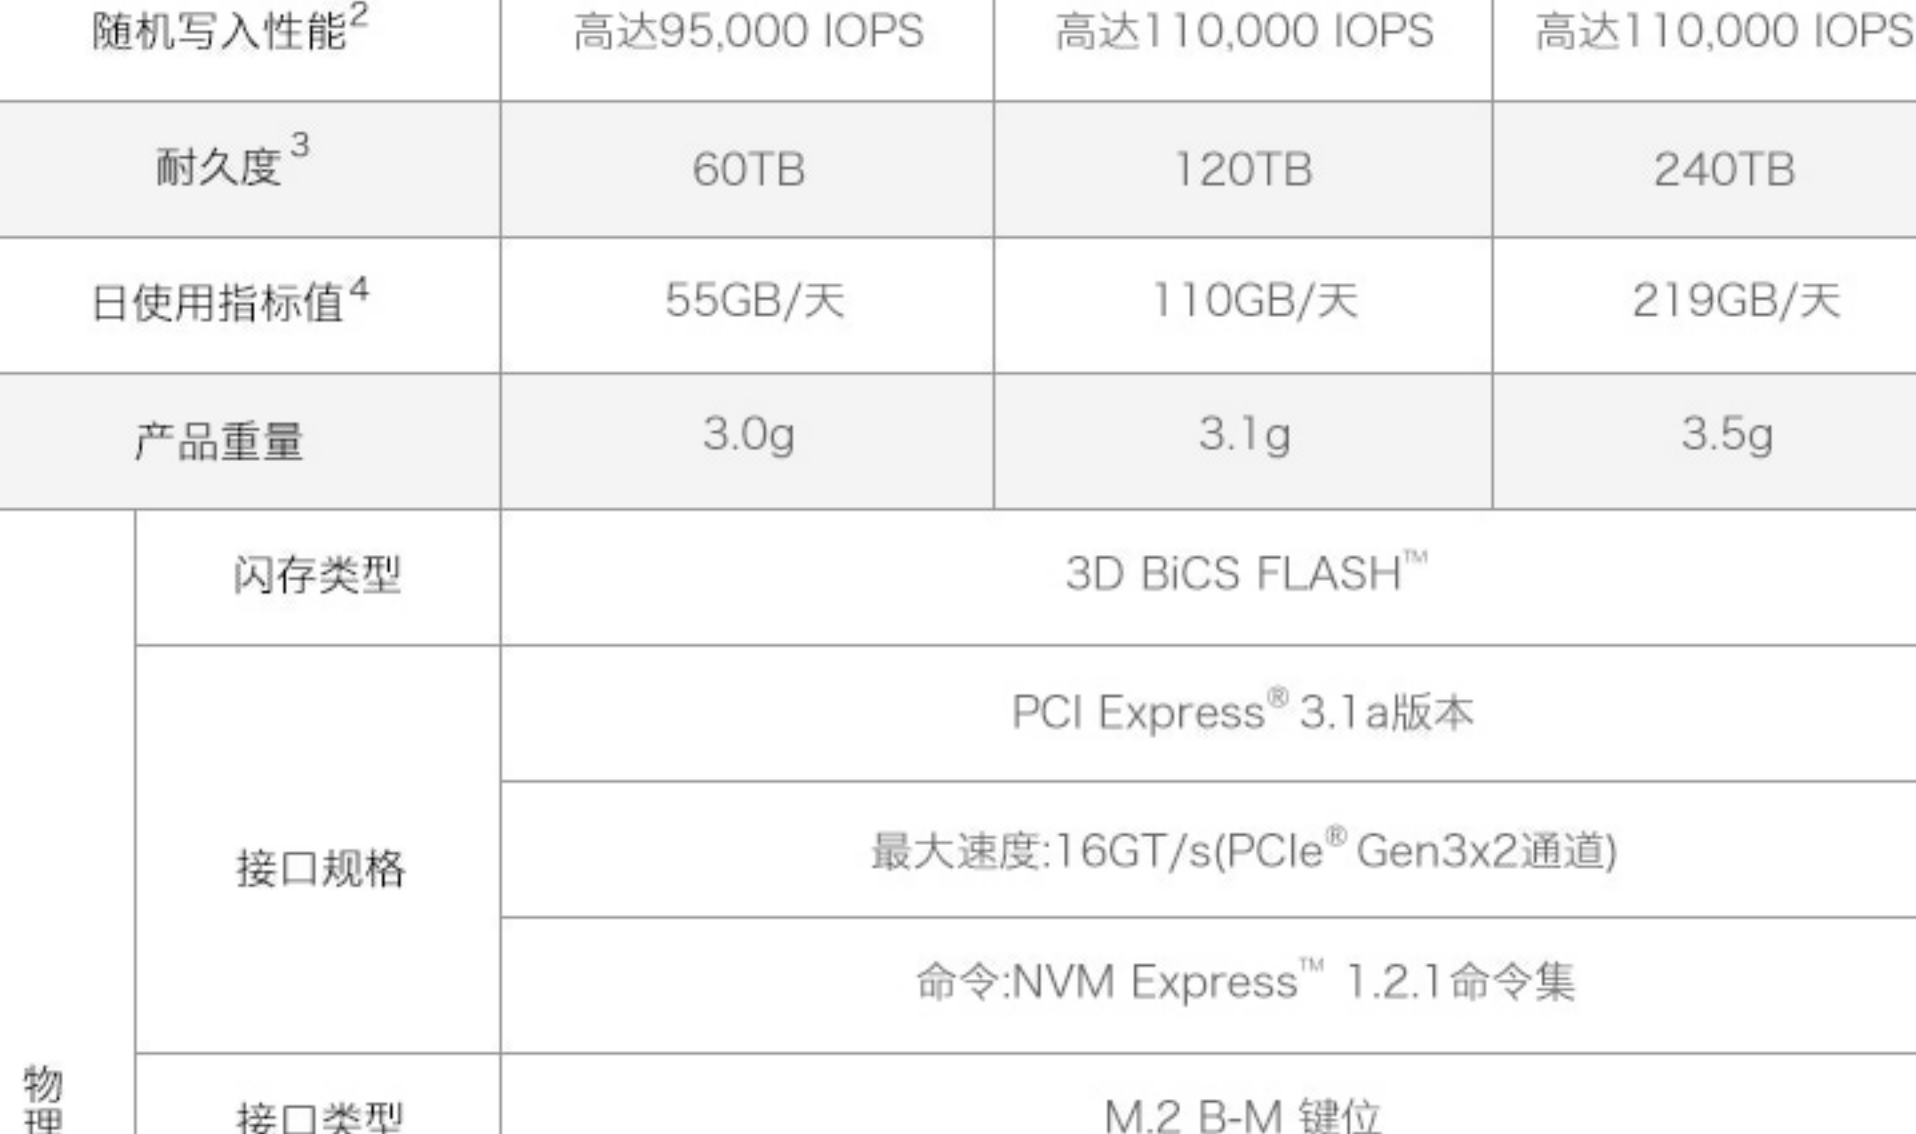 随机写入性能2 高达95,000 IOPS 高达110,000 IOPS 高达110,000 IOPS
耐久度3 60TB 120TB 240TB
日使用指标值4 55GB/天 110GB/天 219GB/天
产品重量 3.0g 3.1g 3.5g
闪存类型 3D BiCS FLASH™
PCI Express® 3.1a版本
接口规格 最大速度:16GT/s(PCIe® Gen3x2通道)
命令:NVM Express™ 1.2.1命令集
物理
接口类型 M.2 B-M 键位